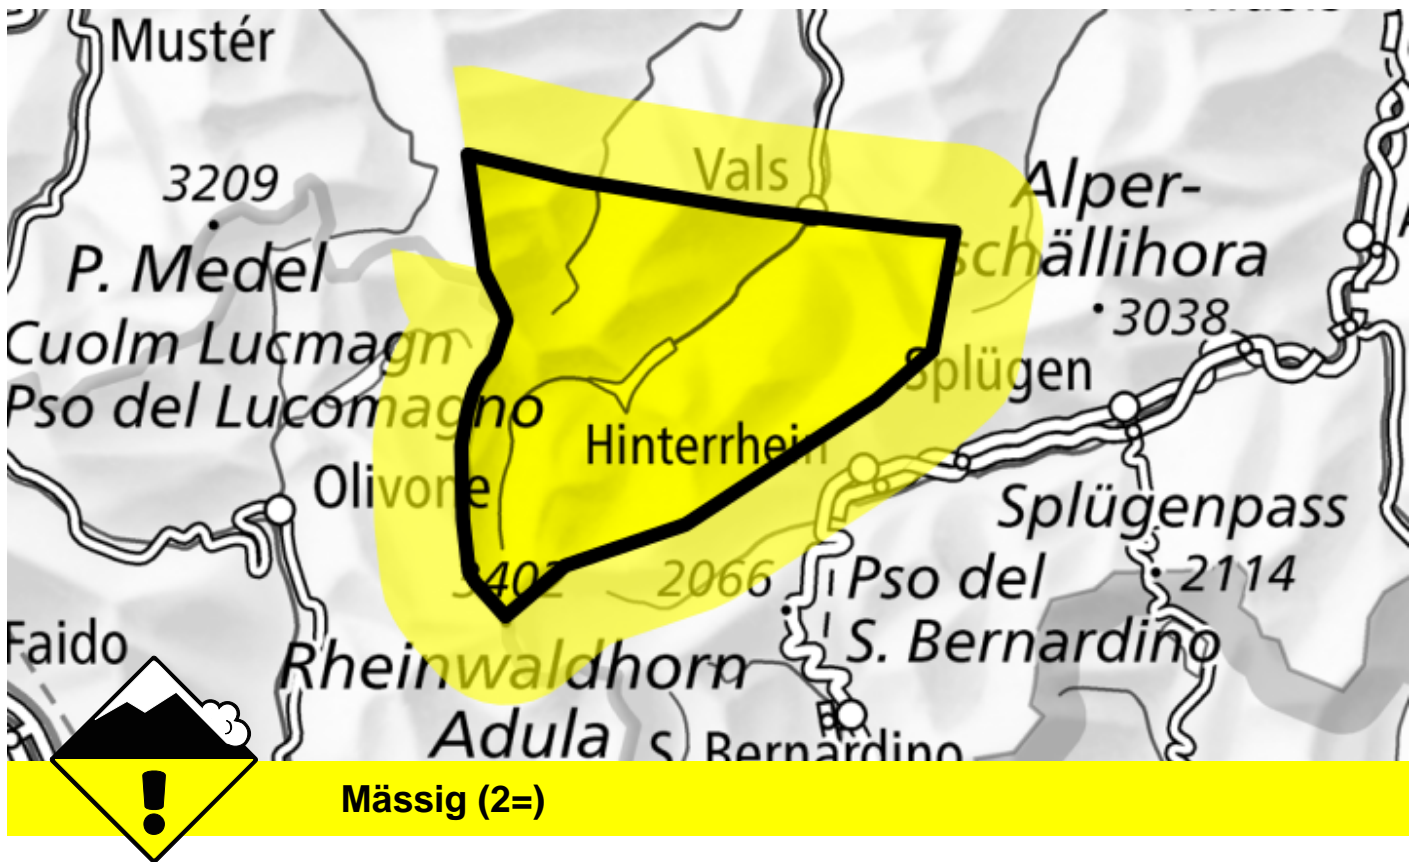 Mustér
3209
P. Medel
Cuolm Lucmagn
Pso del Lucomagno
Vals
Alper-
schällihora
3038
Splügen
Hinterrhein
Olivone
Splügenpass
2114
3402
2066
Pso del
S. Bernardino
Faido
Rheinwaldhorn
Adula
S. Bernardino
Mässig (2=)